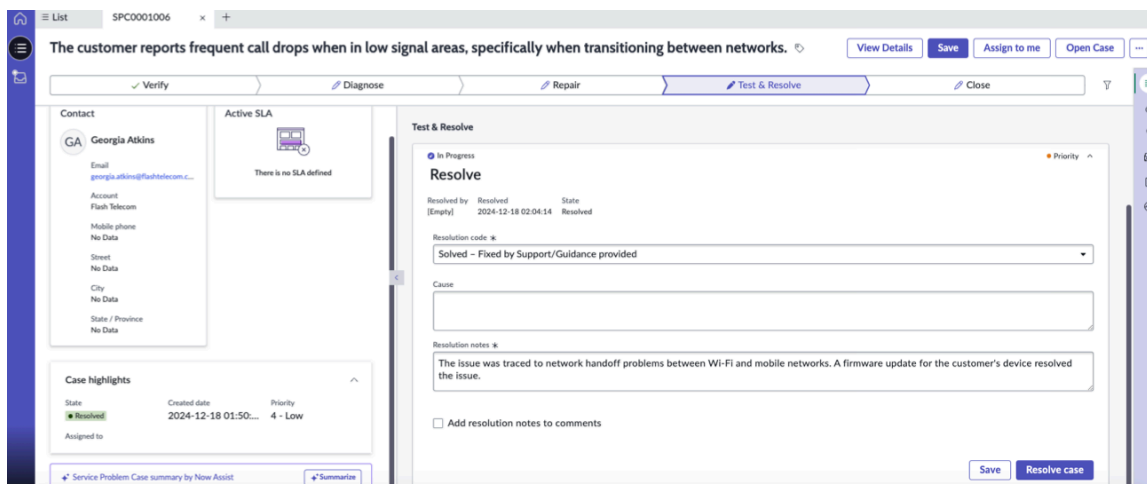 List
SPC0001006
The customer reports frequent call drops when in low signal areas, specifically when transitioning between networks.
View Details
Save
Assign to me
Open Case
Verify
Diagnose
Repair
Test & Resolve
Close
Contact
GA
Georgia Atkins
Email
georgia.atkins@flashtelecom.c...
Account
Flash Telecom
Mobile phone
No Data
Street
No Data
City
No Data
State / Province
No Data
Active SLA
There is no SLA defined
Case highlights
State
Created date
Priority
Resolved
2024-12-18 01:50:...
4 - Low
Assigned to
Service Problem Case summary by Now Assist
Summarize
Test & Resolve
In Progress
Priority
Resolve
Resolved by
Resolved
State
[Empty]
2024-12-18 02:04:14
Resolved
Resolution code
Solved – Fixed by Support/Guidance provided
Cause
Resolution notes
The issue was traced to network handoff problems between Wi-Fi and mobile networks. A firmware update for the customer's device resolved
the issue.
Add resolution notes to comments
Save
Resolve case